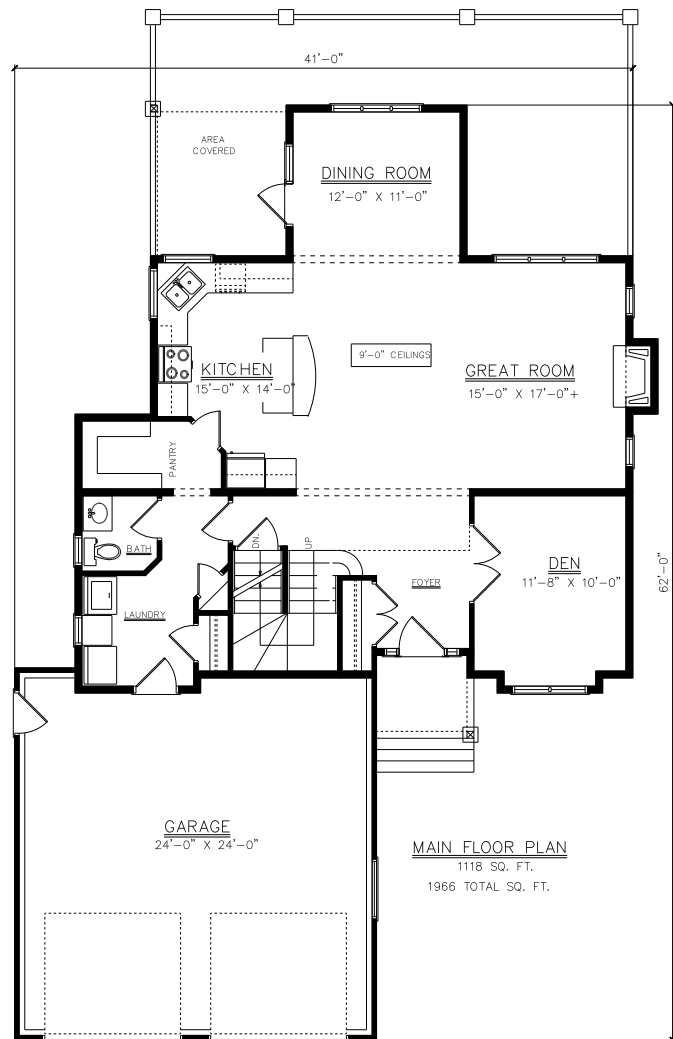 41'-0"
AREA
COVERED
DINING ROOM
12'-0" X 11'-0"
9'-0" CEILINGS
KITCHEN
15'-0" X 14'-0"
GREAT ROOM
15'-0" X 17'-0"+
PANTRY
DN.
UP
BATH
DEN
11'-8" X 10'-0"
FOYER
LAUNDRY
62'-0"
GARAGE
24'-0" X 24'-0"
MAIN FLOOR PLAN
1118 SQ. FT.
1966 TOTAL SQ. FT.